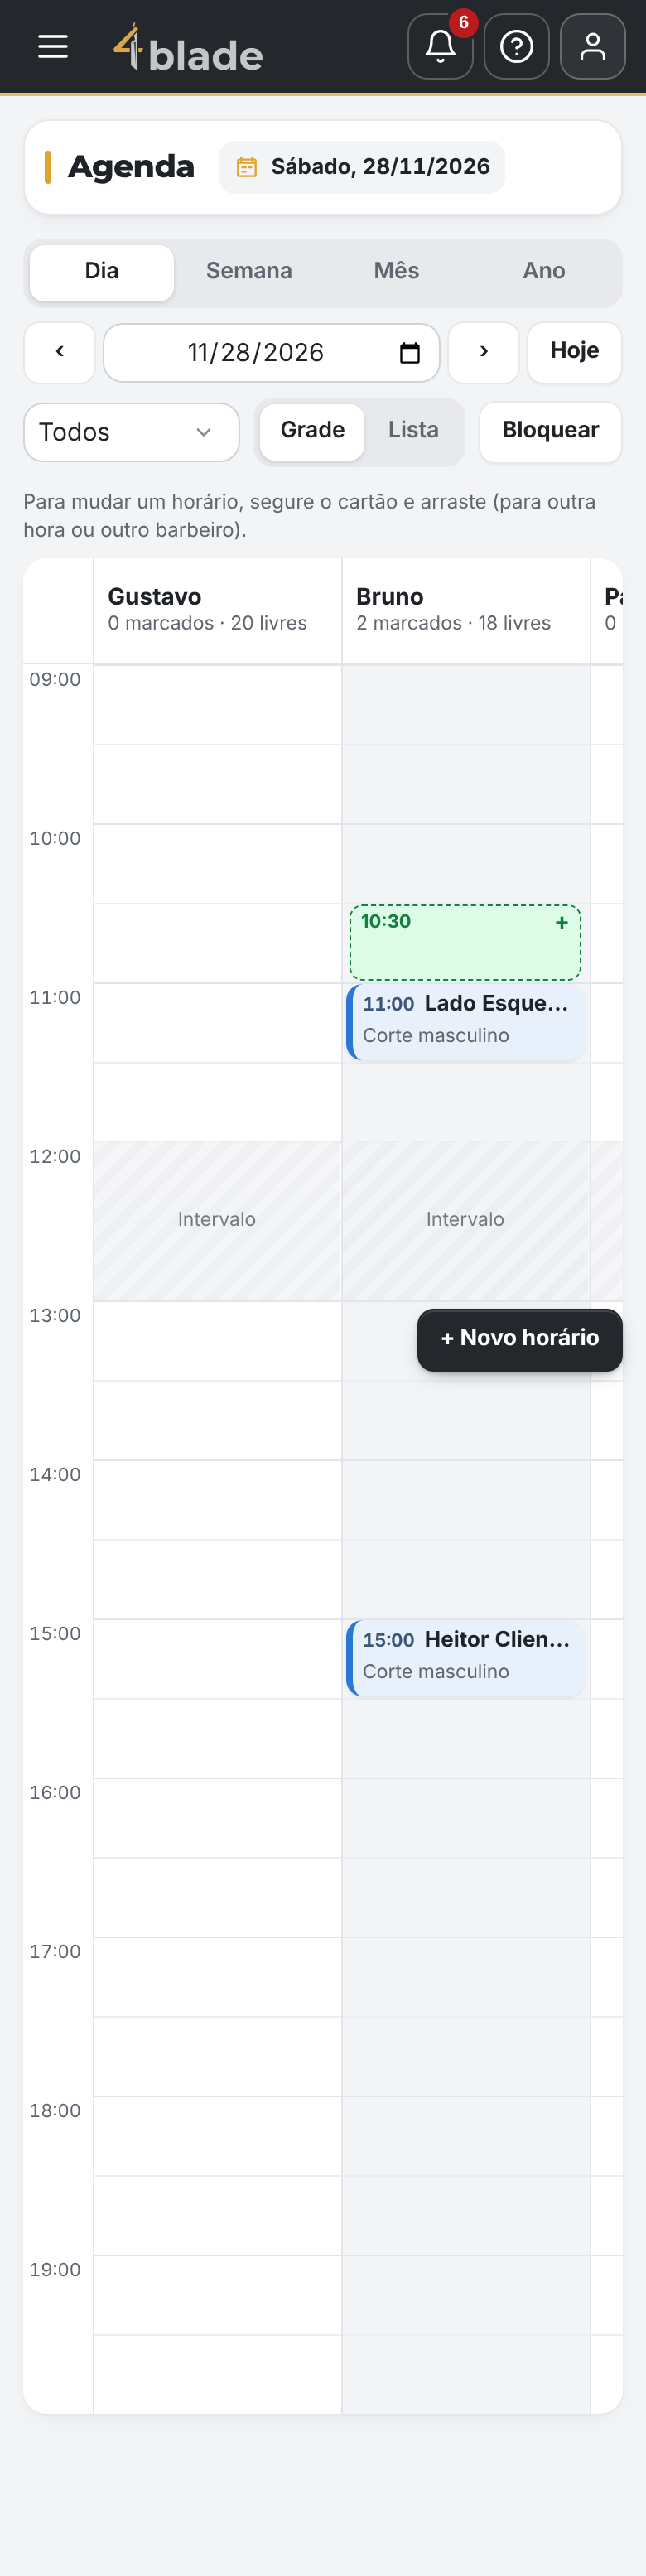 6
4blade
Agenda
Sábado, 28/11/2026
Dia Semana Mês Ano
‹ 11/28/2026 › Hoje
Todos Grade Lista Bloquear
Para mudar um horário, segure o cartão e arraste (para outra
hora ou outro barbeiro).
Gustavo Bruno
0 marcados · 20 livres 2 marcados · 18 livres 0
09:00
10:00
10:30 +
11:00 11:00 Lado Esque...
Corte masculino
12:00
Intervalo Intervalo
13:00
+ Novo horário
14:00
15:00 15:00 Heitor Clien...
Corte masculino
16:00
17:00
18:00
19:00